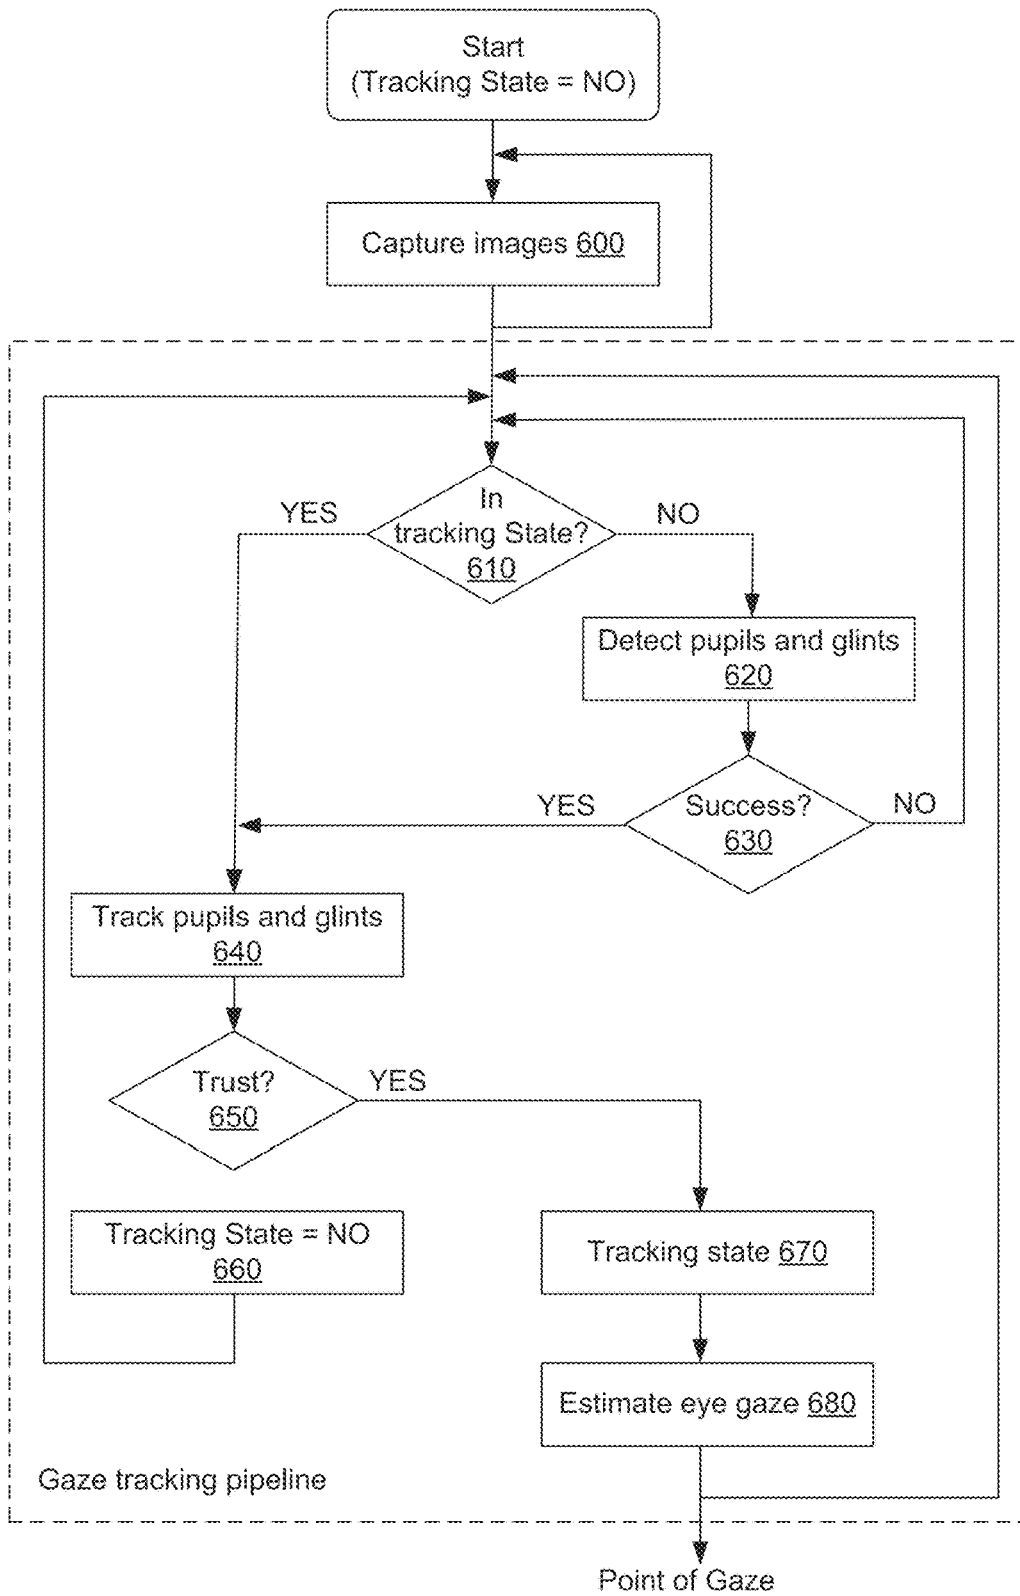 Start
(Tracking State = NO)
Capture images 600
YES
In
tracking State?
610
NO
Detect pupils and glints
620
YES
Success?
630
NO
Track pupils and glints
640
Trust?
650
YES
Tracking State = NO
660
Tracking state 670
Estimate eye gaze 680
Gaze tracking pipeline
Point of Gaze